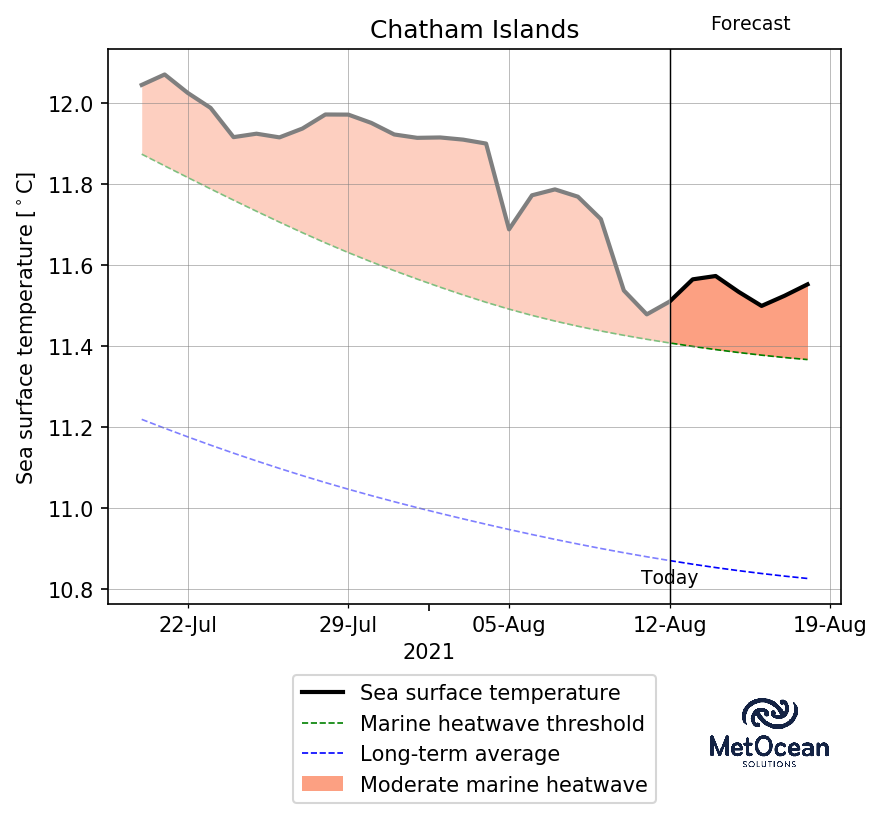 Forecast
Chatham Islands
Sea surface temperature [°C]
12.0
11.8
11.6
11.4
11.2
11.0
10.8
Today
22-Jul 29-Jul 05-Aug 12-Aug 19-Aug
2021
Sea surface temperature
Marine heatwave threshold
Long-term average
Moderate marine heatwave
MetOcean
SOLUTIONS